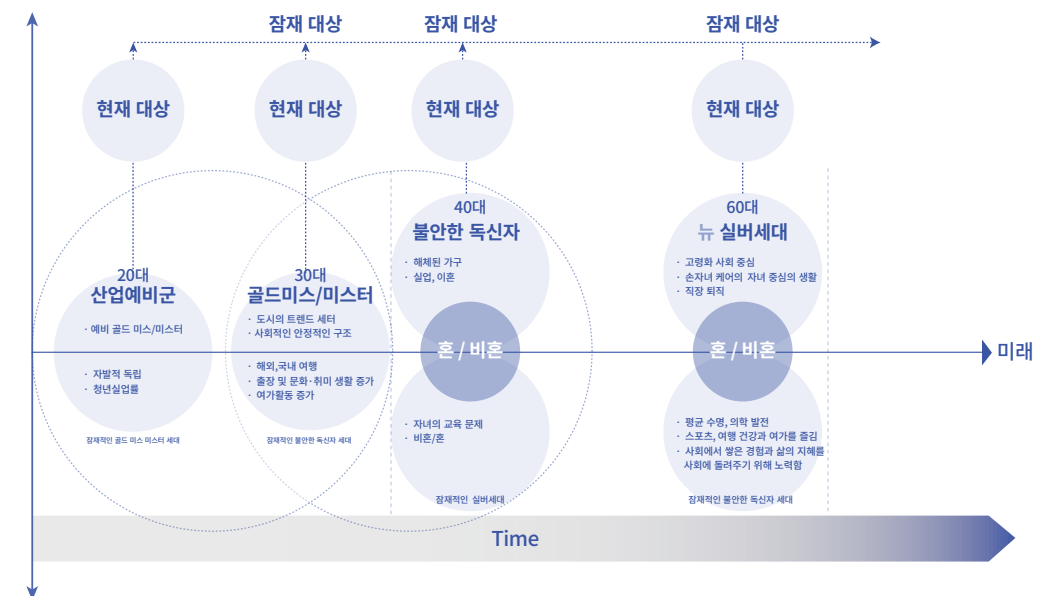 잠재 대상
잠재 대상
잠재 대상
현재 대상
현재 대상
현재 대상
현재 대상
20대
산업예비군
· 예비 골드 미스/미스터
· 자발적 독립
· 청년실업률
잠재적인 골드 미스 미스터 세대
30대
골드미스/미스터
· 도시의 트렌드 세터
· 사회적인 안정적인 구조
· 해외,국내 여행
· 출장 및 문화·취미 생활 증가
· 여가활동 증가
잠재적인 불안한 독신자 세대
40대
불안한 독신자
· 해체된 가구
· 실업, 이혼
혼 / 비혼
· 자녀의 교육 문제
· 비혼/혼
잠재적인 실버세대
60대
뉴 실버세대
· 고령화 사회 중심
· 손자녀 케어의 자녀 중심의 생활
· 직장 퇴직
혼 / 비혼
· 평균 수명, 의학 발전
· 스포츠, 여행 건강과 여가를 즐김
· 사회에서 쌓은 경험과 삶의 지혜를
사회에 돌려주기 위해 노력함
잠재적인 불안한 독신자 세대
미래
Time